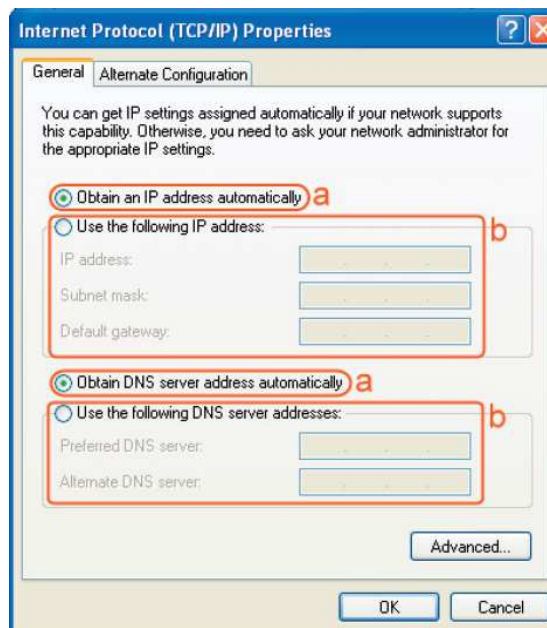 Internet Protocol (TCP/IP) Properties
General
Alternate Configuration
You can get IP settings assigned automatically if your network supports
this capability. Otherwise, you need to ask your network administrator for
the appropriate IP settings.
Obtain an IP address automatically
a
Use the following IP address:
b
IP address:
Subnet mask:
Default gateway:
Obtain DNS server address automatically
a
Use the following DNS server addresses:
b
Preferred DNS server:
Alternate DNS server:
Advanced...
OK
Cancel